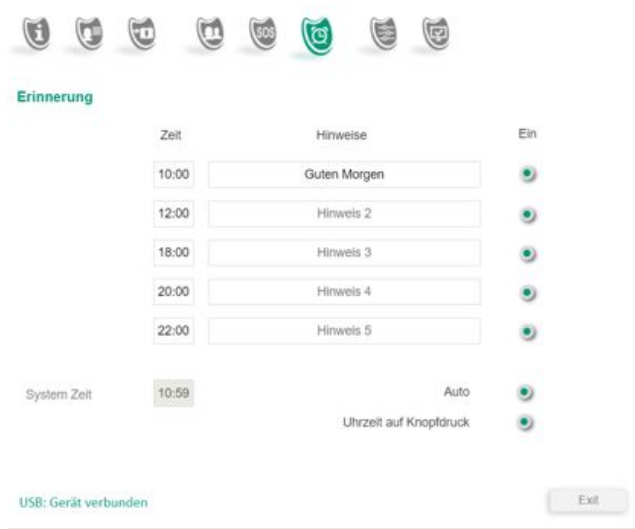 SOS
Erinnerung
Zeit Hinweise Ein
10:00 Guten Morgen
12:00 Hinweis 2
18:00 Hinweis 3
20:00 Hinweis 4
22:00 Hinweis 5
System Zeit 10:59 Auto
Uhrzeit auf Knopfdruck
USB: Gerät verbunden Exit